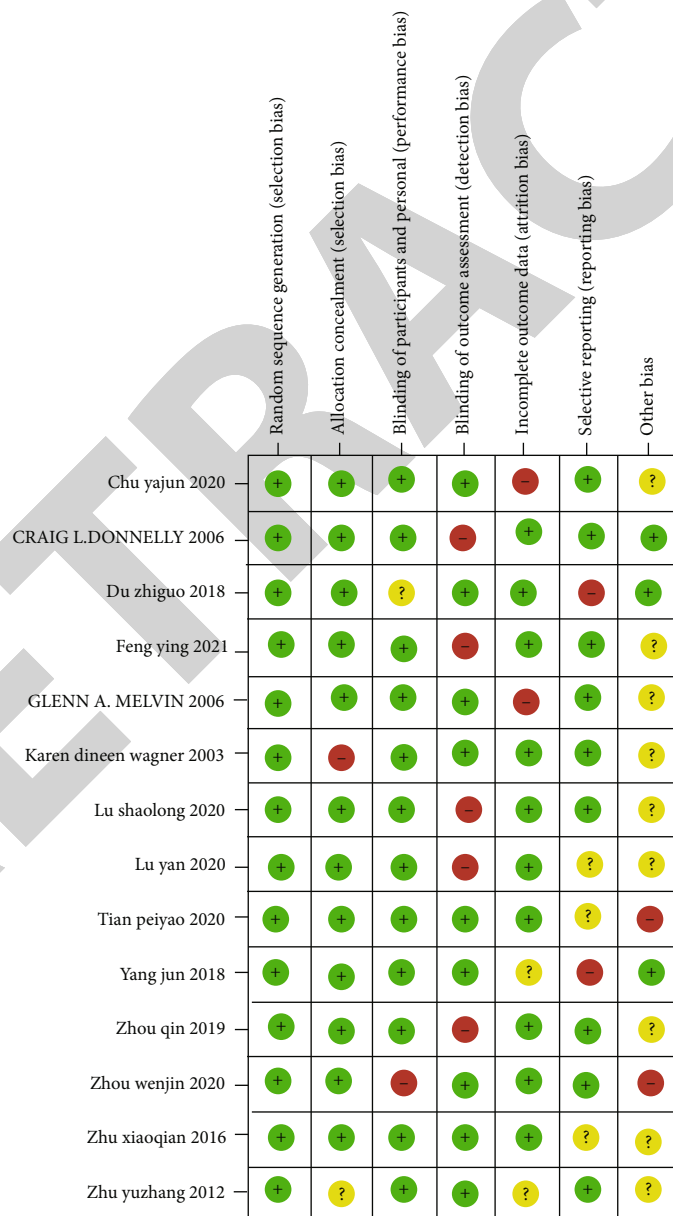 Random sequence generation (selection bias)
Allocation concealment (selection bias)
Blinding of participants and personal (performance bias)
Blinding of outcome assessment (detection bias)
Incomplete outcome data (attrition bias)
Selective reporting (reporting bias)
Other bias
Chu yajun 2020 + + + + – + ?
CRAIG L.DONNELLY 2006 + + + – + + +
Du zhiguo 2018 + + ? + + – +
Feng ying 2021 + + + – + + ?
GLENN A. MELVIN 2006 + + + + – + ?
Karen dineen wagner 2003 + – + + + + ?
Lu shaolong 2020 + + + – + + ?
Lu yan 2020 + + + – + ? ?
Tian peiyao 2020 + + + + + ? –
Yang jun 2018 + + + + ? – +
Zhou qin 2019 + + + – + + ?
Zhou wenjin 2020 + + – + + + –
Zhu xiaoqian 2016 + + + + + ? ?
Zhu yuzhang 2012 + ? + + ? + ?
ETRAC